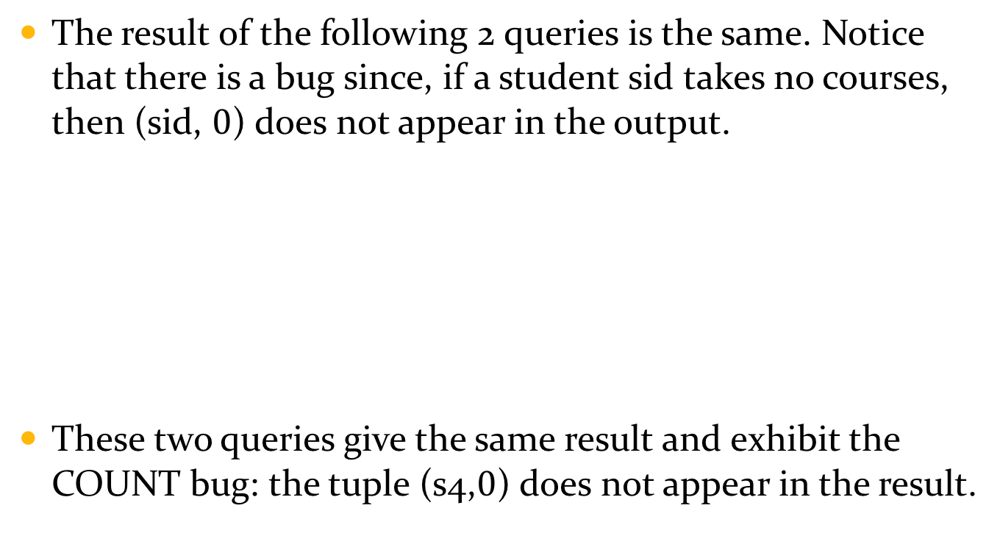 • The result of the following 2 queries is the same. Notice
that there is a bug since, if a student sid takes no courses,
then (sid, 0) does not appear in the output.
• These two queries give the same result and exhibit the
COUNT bug: the tuple (s4,0) does not appear in the result.